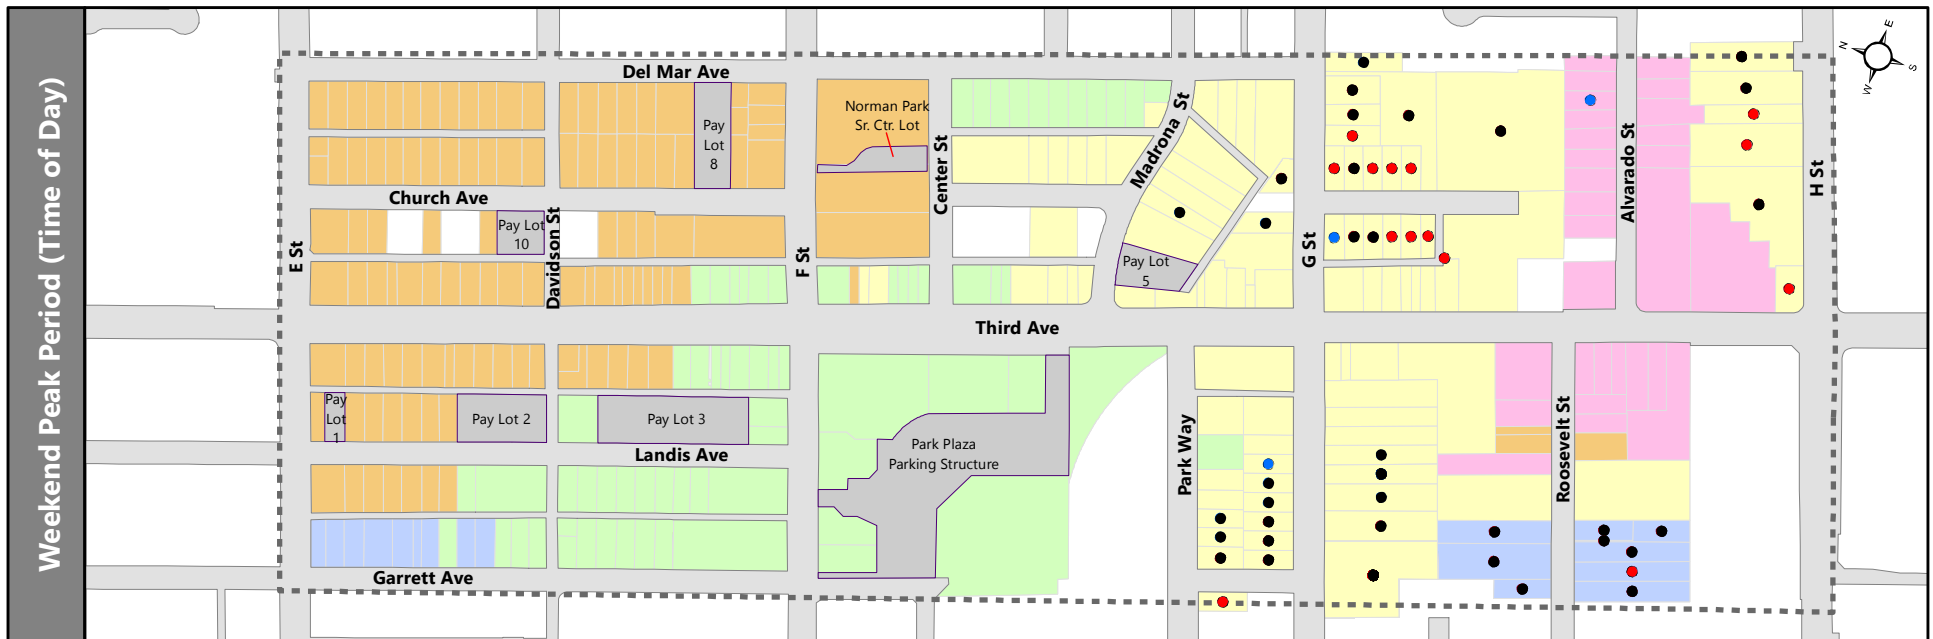 Weekend Peak Period (Time of Day)
Del Mar Ave
Norman Park
Sr. Ctr. Lot
Pay
Lot
8
Church Ave
Pay Lot
10
E St
Davidson St
F St
Center St
Madrona St
Pay Lot
5
G St
Alvarado St
H St
N
E
S
W
Third Ave
Pay
Lot
1
Pay Lot 2
Pay Lot 3
Landis Ave
Park Plaza
Parking Structure
Park Way
Roosevelt St
Garrett Ave